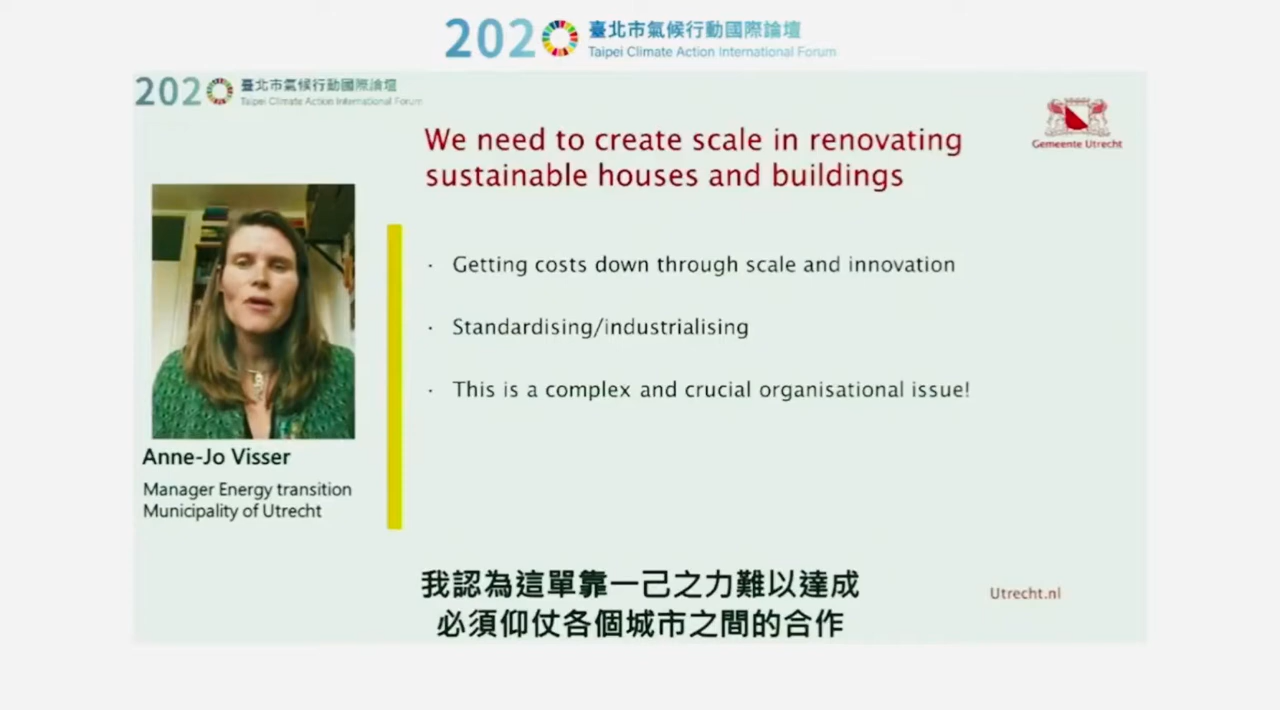 2020 臺北市氣候行動國際論壇
Taipei Climate Action International Forum
2020 臺北市氣候行動國際論壇
Taipei Climate Action International Forum
Gemeente Utrecht
We need to create scale in renovating
sustainable houses and buildings
· Getting costs down through scale and innovation
· Standardising/industrialising
· This is a complex and crucial organisational issue!
Anne-Jo Visser
Manager Energy transition
Municipality of Utrecht
我認為這單靠一己之力難以達成
必須仰仗各個城市之間的合作
Utrecht.nl